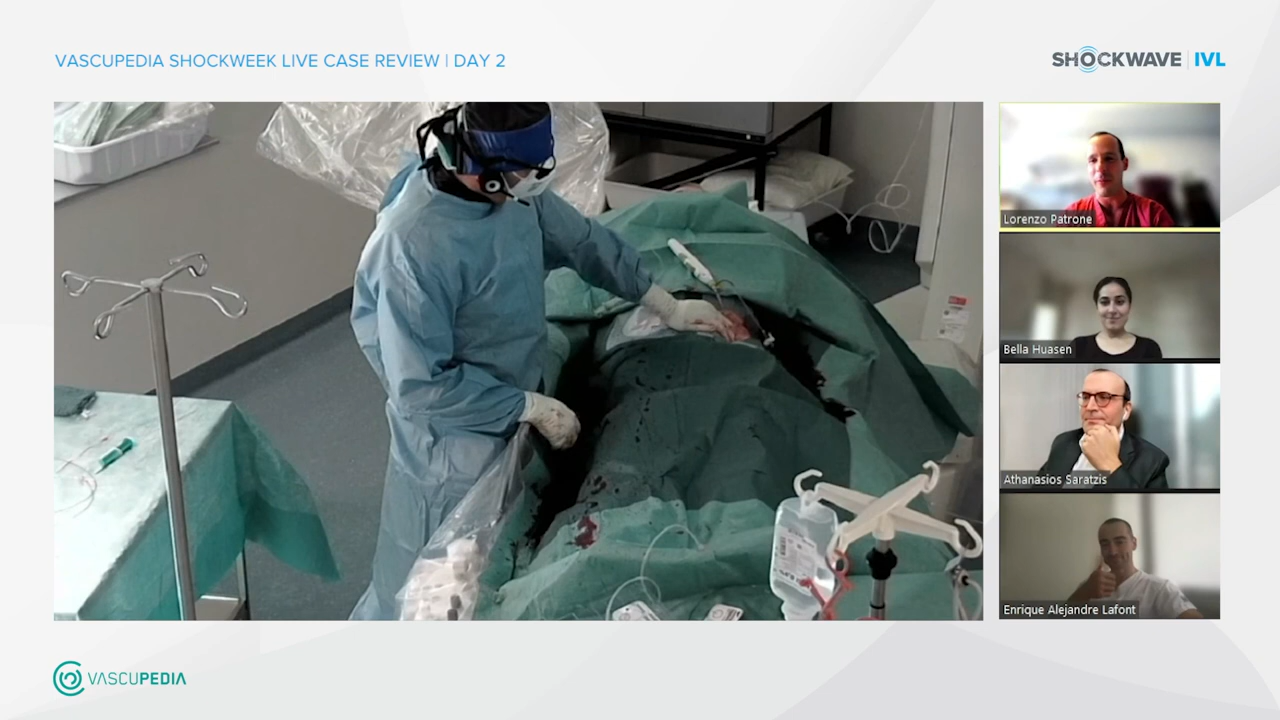 VASCUPEDIA SHOCKWEEK LIVE CASE REVIEW | DAY 2
SHOCKWAVE | IVL
Lorenzo Patrone
Bella Huasen
Athanasios Saratzis
Enrique Alejandre Lafont
VASCUPEDIA